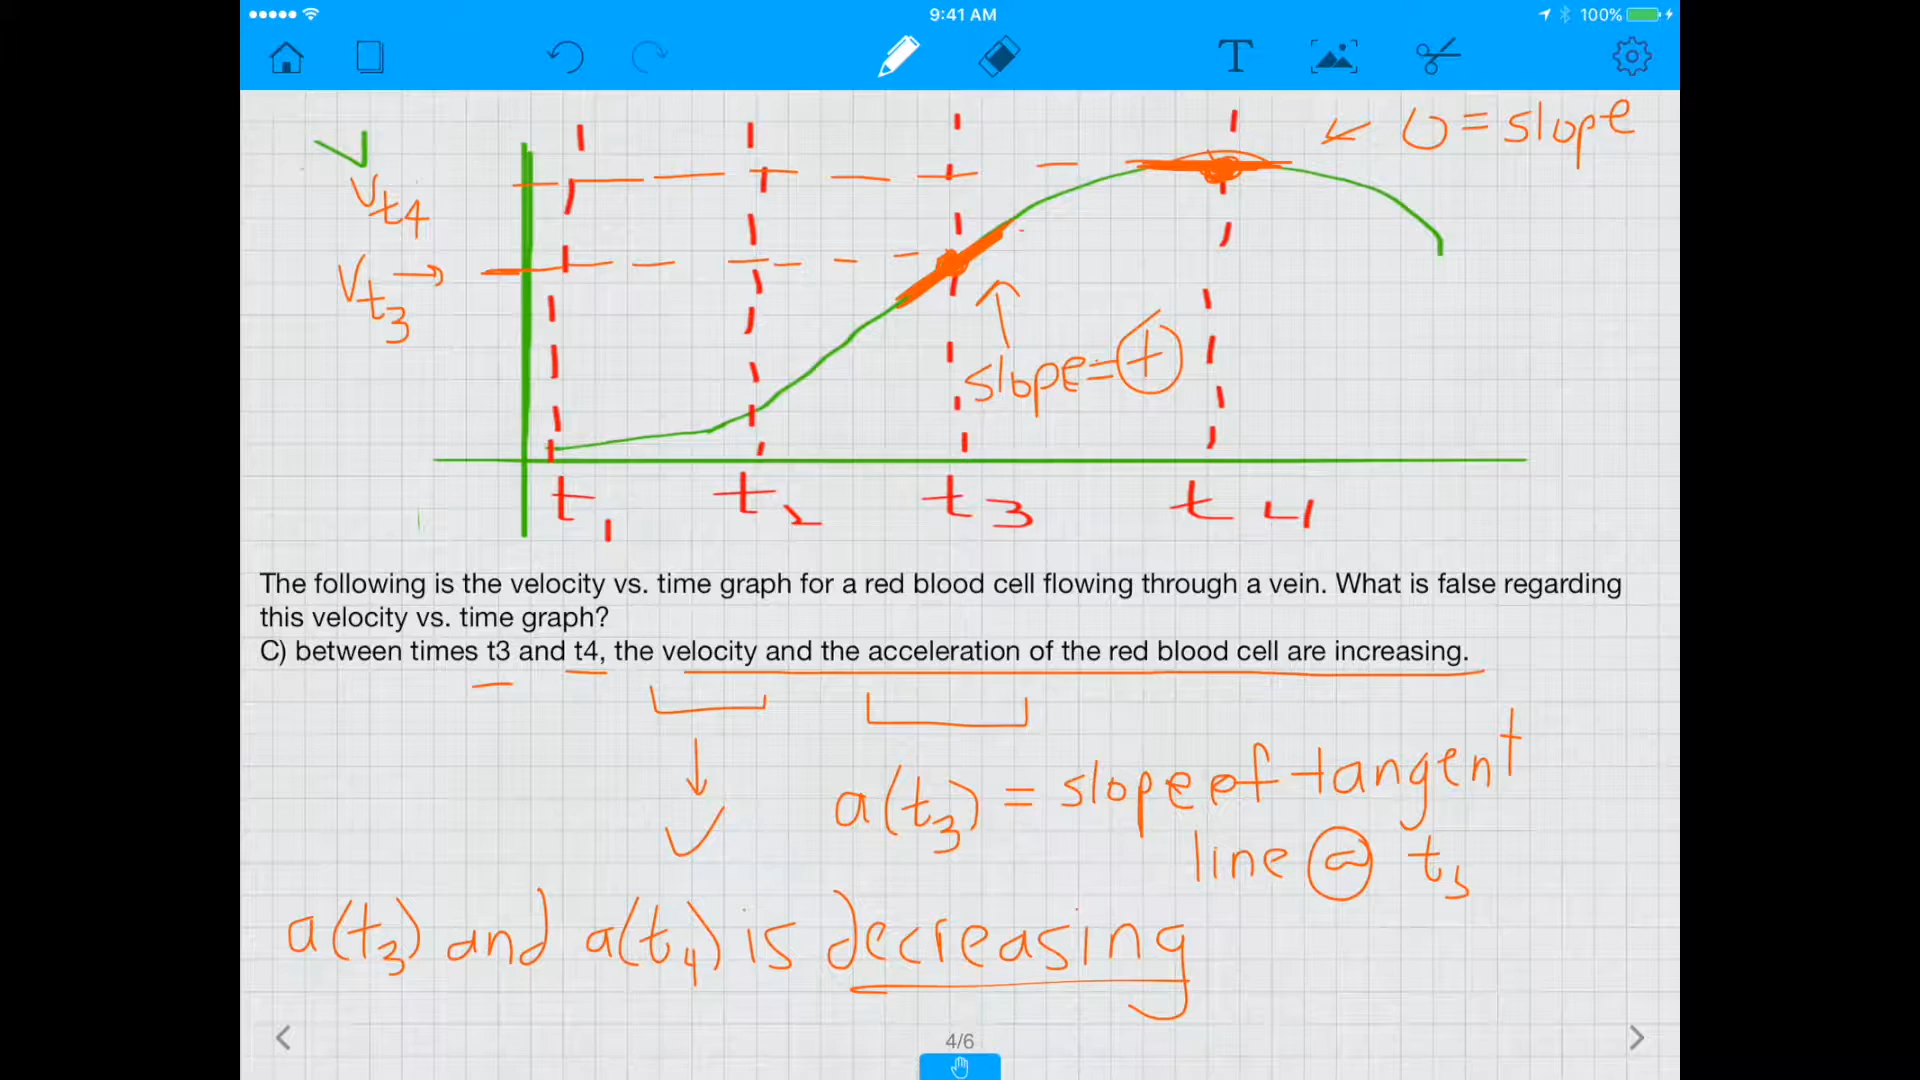 9:41 AM
100%
T
V
0 = slope
Vt4
Vt3
slope = +
t1 t2 t3 t4
The following is the velocity vs. time graph for a red blood cell flowing through a vein. What is false regarding
this velocity vs. time graph?
C) between times t3 and t4, the velocity and the acceleration of the red blood cell are increasing.
a(t3) = slope of tangent
line @ t3
a(t3) and a(t4) is decreasing
4/6